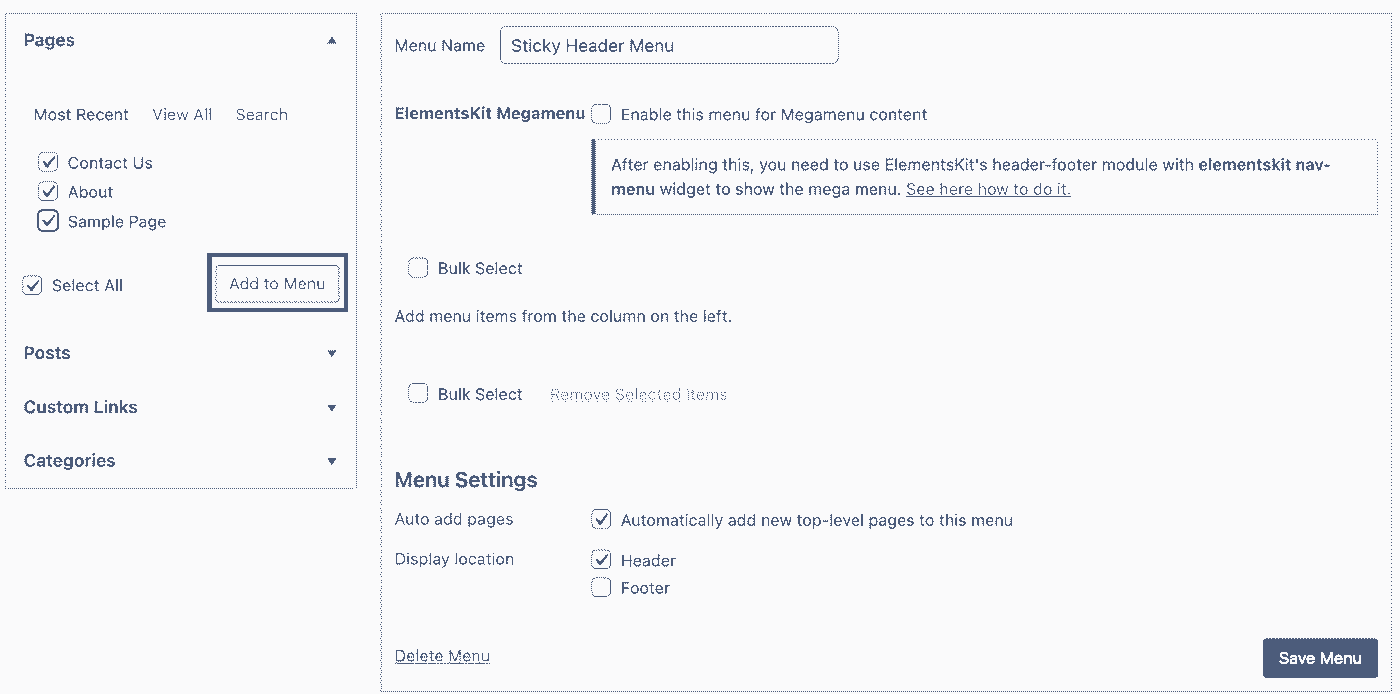 Pages
Most Recent View All Search
Contact Us
About
Sample Page
Select All Add to Menu
Posts
Custom Links
Categories
Menu Name Sticky Header Menu
ElementsKit Megamenu Enable this menu for Megamenu content
After enabling this, you need to use ElementsKit's header-footer module with elementskit nav-
menu widget to show the mega menu. See here how to do it.
Bulk Select
Add menu items from the column on the left.
Bulk Select Remove Selected Items
Menu Settings
Auto add pages Automatically add new top-level pages to this menu
Display location Header
Footer
Delete Menu Save Menu